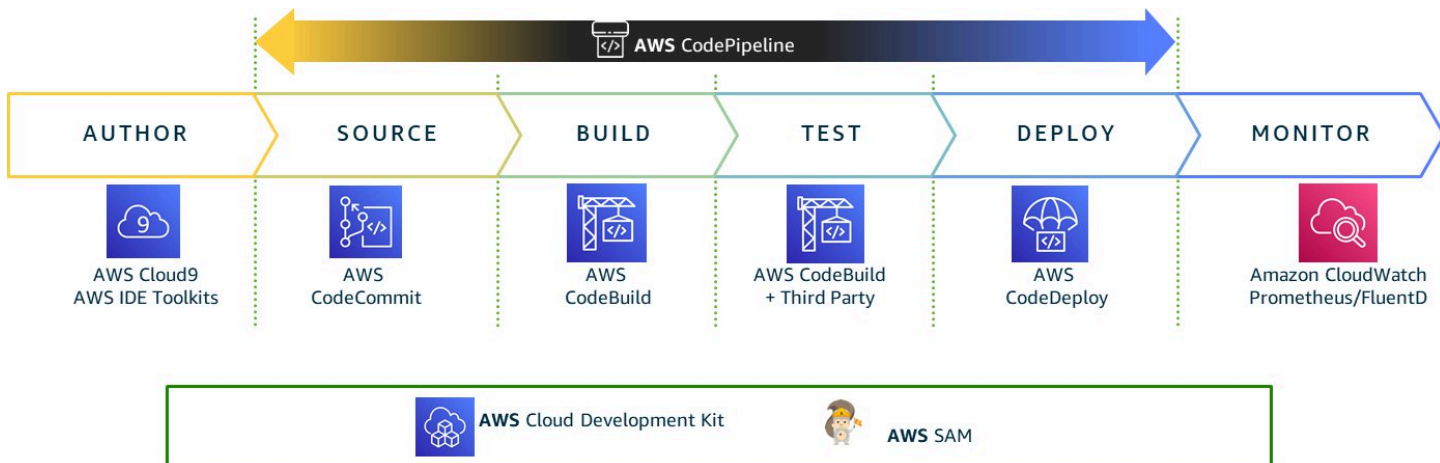 AWS CodePipeline
AUTHOR
SOURCE
BUILD
TEST
DEPLOY
MONITOR
9
</>
</>
</>
</>
</>
AWS Cloud9
AWS IDE Toolkits
AWS
CodeCommit
AWS
CodeBuild
AWS CodeBuild
+ Third Party
AWS
CodeDeploy
Amazon CloudWatch
Prometheus/FluentD
AWS Cloud Development Kit
AWS SAM